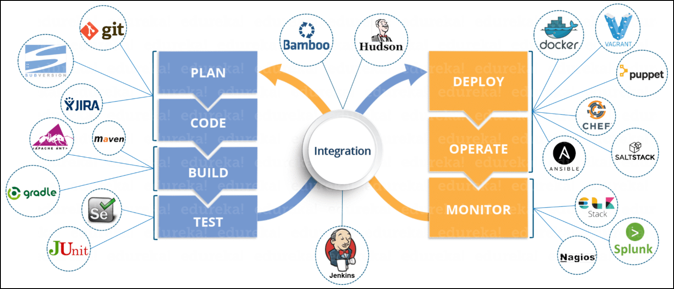 git
SUBVERSION
JIRA
APACHE ANT
maven
gradle
Se
JUnit
PLAN
CODE
BUILD
TEST
Bamboo
Hudson
Integration
Jenkins
DEPLOY
OPERATE
MONITOR
docker
VAGRANT
puppet
CHEF
ANSIBLE
SALTSTACK
ELK
Stack
Nagios
Splunk
edureka!